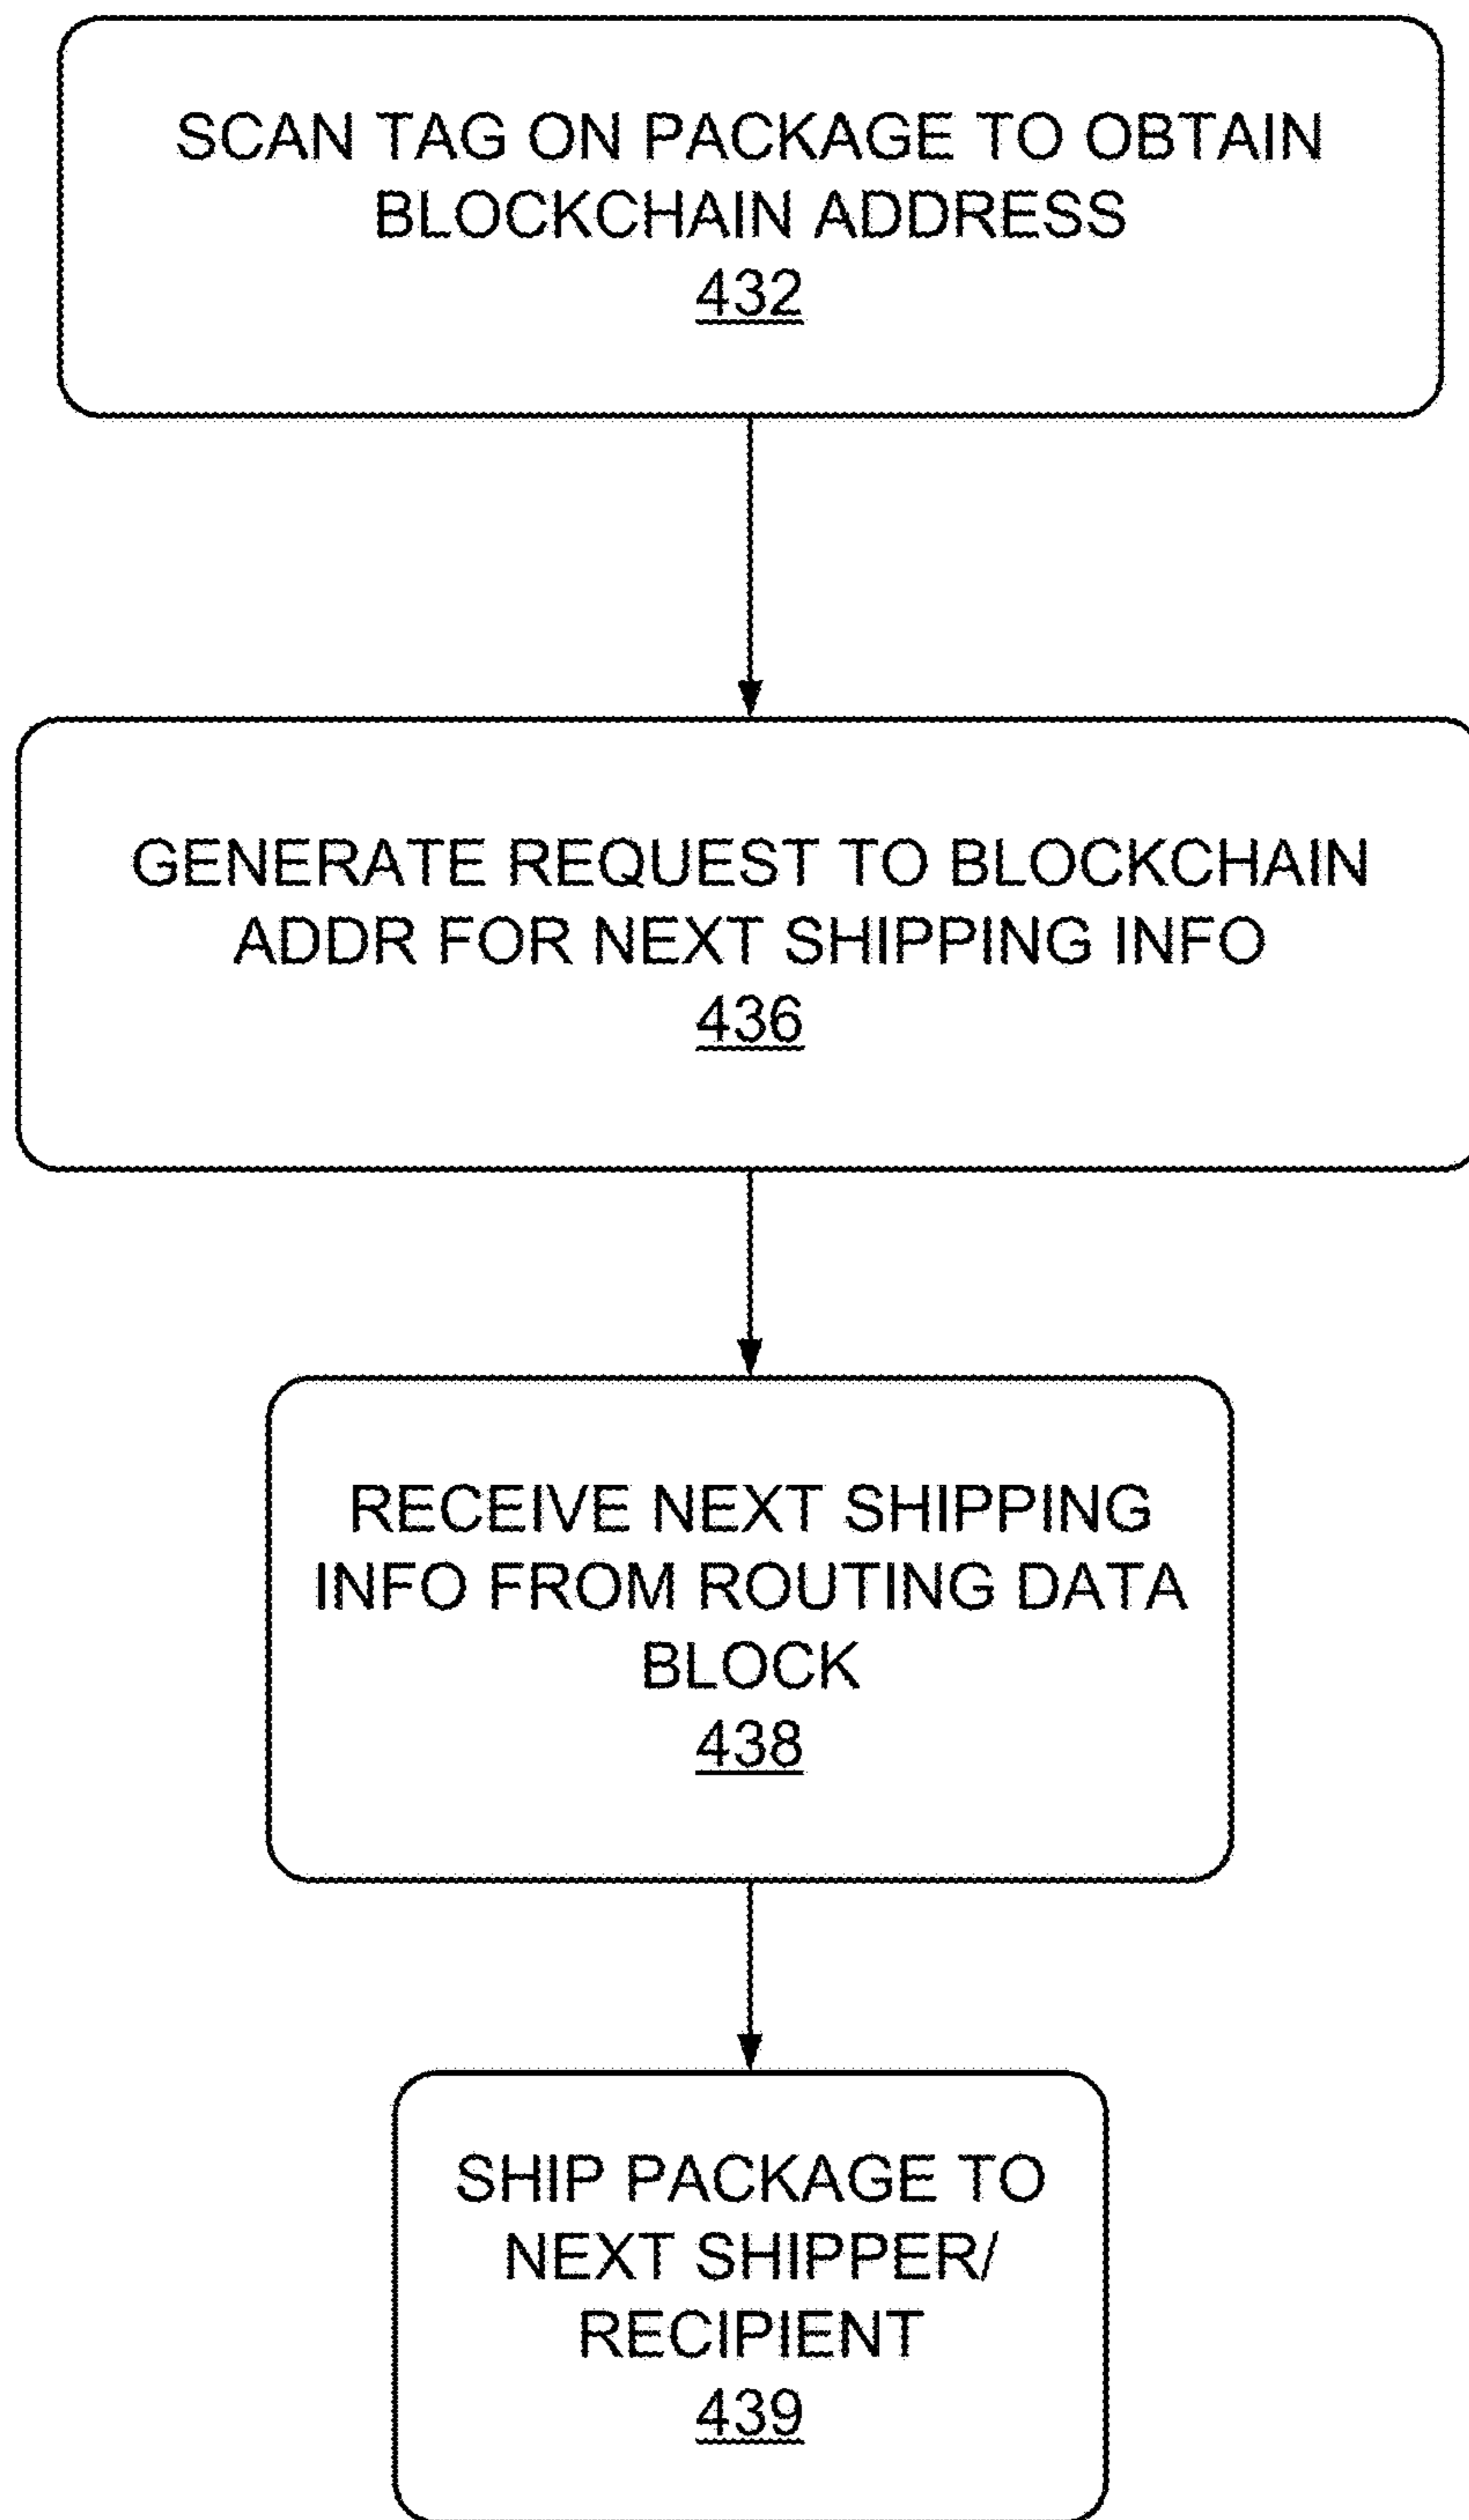 SCAN TAG ON PACKAGE TO OBTAIN
BLOCKCHAIN ADDRESS
432
GENERATE REQUEST TO BLOCKCHAIN
ADDR FOR NEXT SHIPPING INFO
436
RECEIVE NEXT SHIPPING
INFO FROM ROUTING DATA
BLOCK
438
SHIP PACKAGE TO
NEXT SHIPPER/
RECIPIENT
439